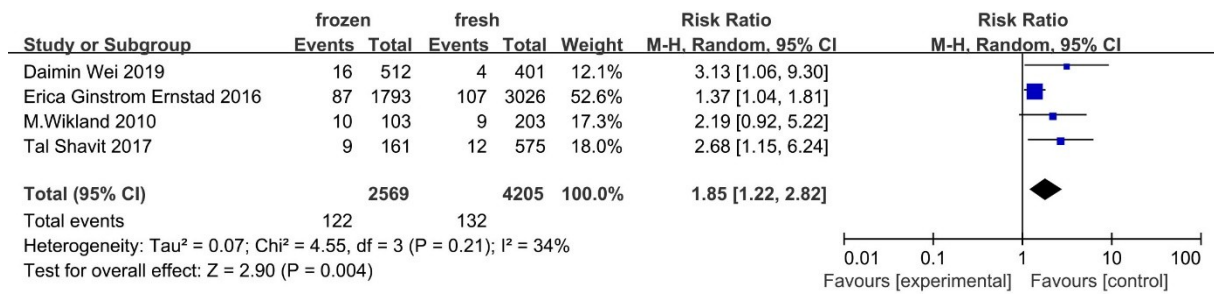 frozen fresh Risk Ratio Risk Ratio
Study or Subgroup Events Total Events Total Weight M-H, Random, 95% CI M-H, Random, 95% CI
Daimin Wei 2019 16 512 4 401 12.1% 3.13 [1.06, 9.30]
Erica Ginstrom Ernstad 2016 87 1793 107 3026 52.6% 1.37 [1.04, 1.81]
M.Wikland 2010 10 103 9 203 17.3% 2.19 [0.92, 5.22]
Tal Shavit 2017 9 161 12 575 18.0% 2.68 [1.15, 6.24]
Total (95% CI) 2569 4205 100.0% 1.85 [1.22, 2.82]
Total events 122 132
Heterogeneity: Tau² = 0.07; Chi² = 4.55, df = 3 (P = 0.21); I² = 34%
Test for overall effect: Z = 2.90 (P = 0.004)
0.01 0.1 1 10 100
Favours [experimental] Favours [control]